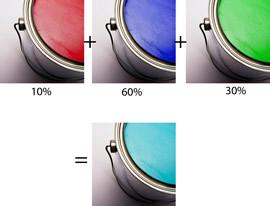 + +
10% 60% 30%
=